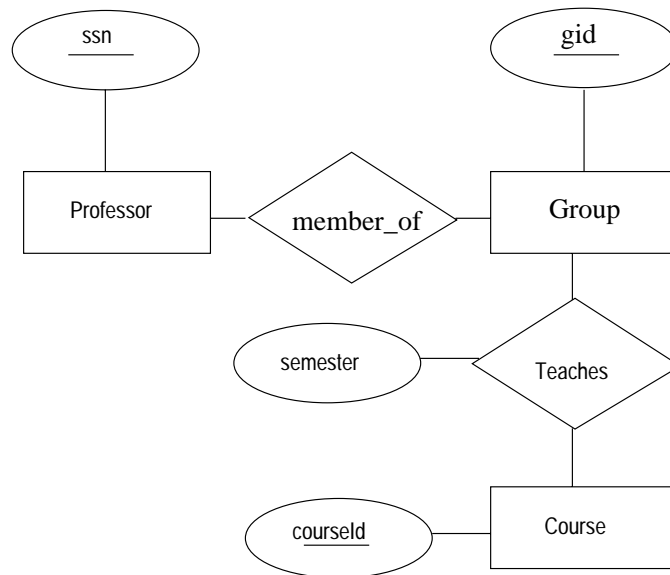 ssn
gid
Professor
member_of
Group
semester
Teaches
courseId
Course